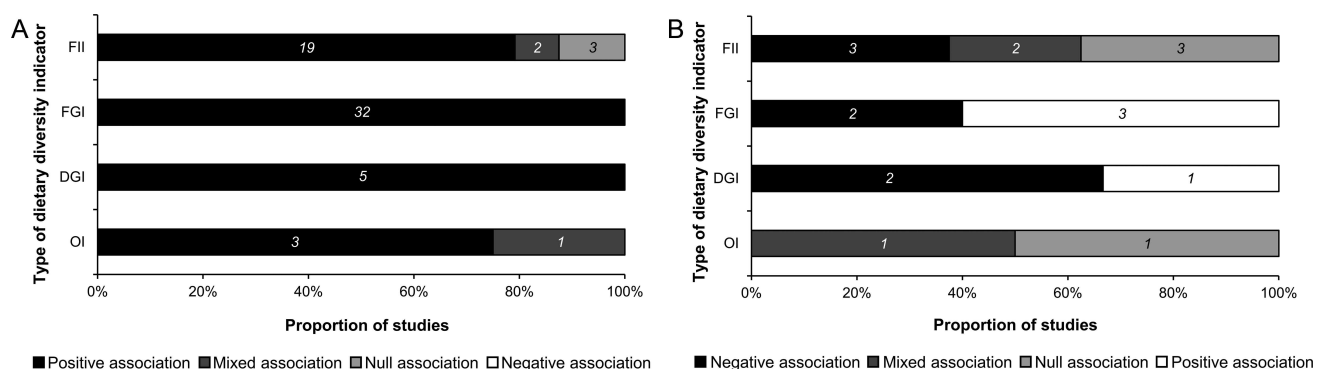 A
Type of dietary diversity indicator
FII
19
2
3
FGI
32
DGI
5
OI
3
1
0%
20%
40%
60%
80%
100%
Proportion of studies
Positive association
Mixed association
Null association
Negative association
B
Type of dietary diversity indicator
FII
3
2
3
FGI
2
3
DGI
2
1
OI
1
1
0%
20%
40%
60%
80%
100%
Proportion of studies
Negative association
Mixed association
Null association
Positive association